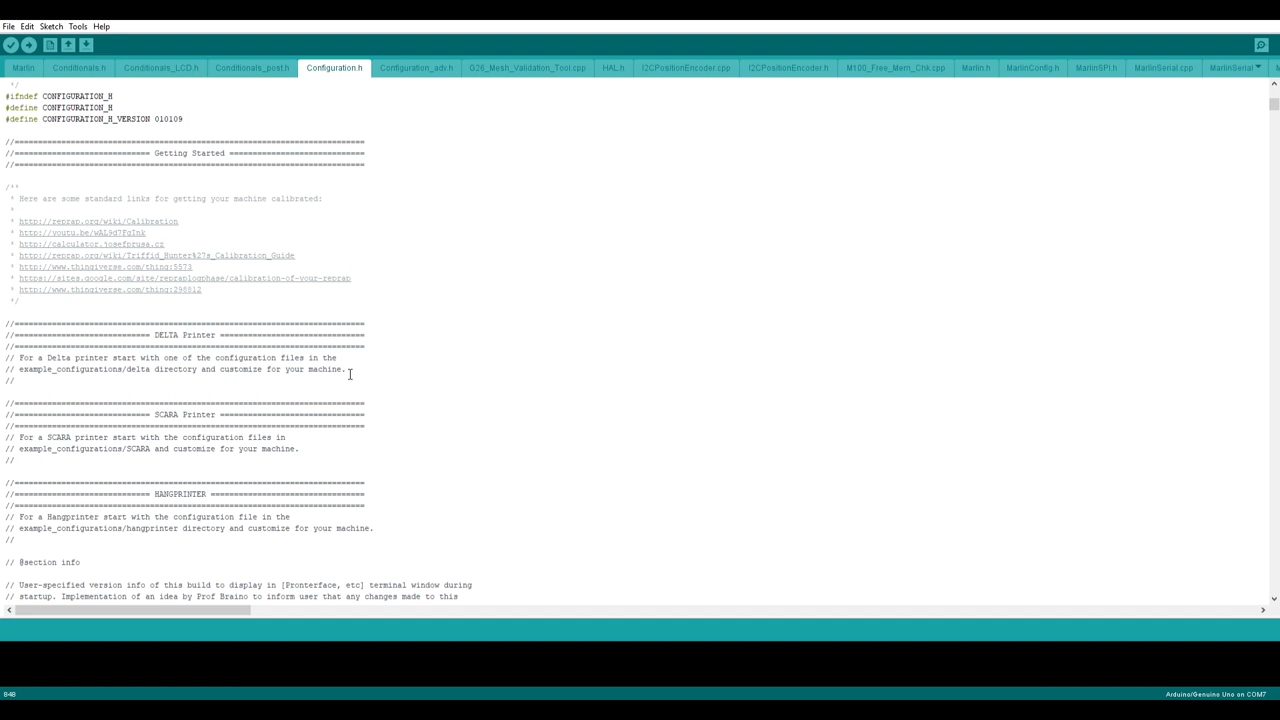 File Edit Sketch Tools Help
Marlin Conditionals.h Conditionals_LCD.h Conditionals_post.h Configuration.h Configuration_adv.h G26_Mesh_Validation_Tool.cpp HAL.h I2CPositionEncoder.cpp I2CPositionEncoder.h M100_Free_Mem_Chk.cpp Marlin.h MarlinConfig.h MarlinSPI.h MarlinSerial.cpp MarlinSerial
*/
#ifndef CONFIGURATION_H
#define CONFIGURATION_H
#define CONFIGURATION_H_VERSION 010109
//===========================================================================
//============================= Getting Started =============================
//===========================================================================
/**
* Here are some standard links for getting your machine calibrated:
*
* http://reprap.org/wiki/Calibration
* http://youtu.be/wAL9d7FgInk
* http://calculator.josefprusa.cz
* http://reprap.org/wiki/Triffid_Hunter%27s_Calibration_Guide
* http://www.thingiverse.com/thing:5573
* https://sites.google.com/site/repraplogphase/calibration-of-your-reprap
* http://www.thingiverse.com/thing:298812
*/
//===========================================================================
//============================= DELTA Printer ===============================
//===========================================================================
// For a Delta printer start with one of the configuration files in the
// example_configurations/delta directory and customize for your machine.
//
//===========================================================================
//============================= SCARA Printer ===============================
//===========================================================================
// For a SCARA printer start with the configuration files in
// example_configurations/SCARA and customize for your machine.
//
//===========================================================================
//============================= HANGPRINTER =================================
//===========================================================================
// For a Hangprinter start with the configuration file in the
// example_configurations/hangprinter directory and customize for your machine.
//
// @section info
// User-specified version info of this build to display in [Pronterface, etc] terminal window during
// startup. Implementation of an idea by Prof Braino to inform user that any changes made to this
848
Arduino/Genuino Uno on COM7